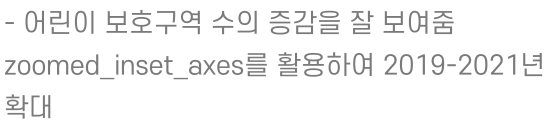 - 어린이 보호구역 수의 증감을 잘 보여줌
zoomed_inset_axes를 활용하여 2019-2021년
확대